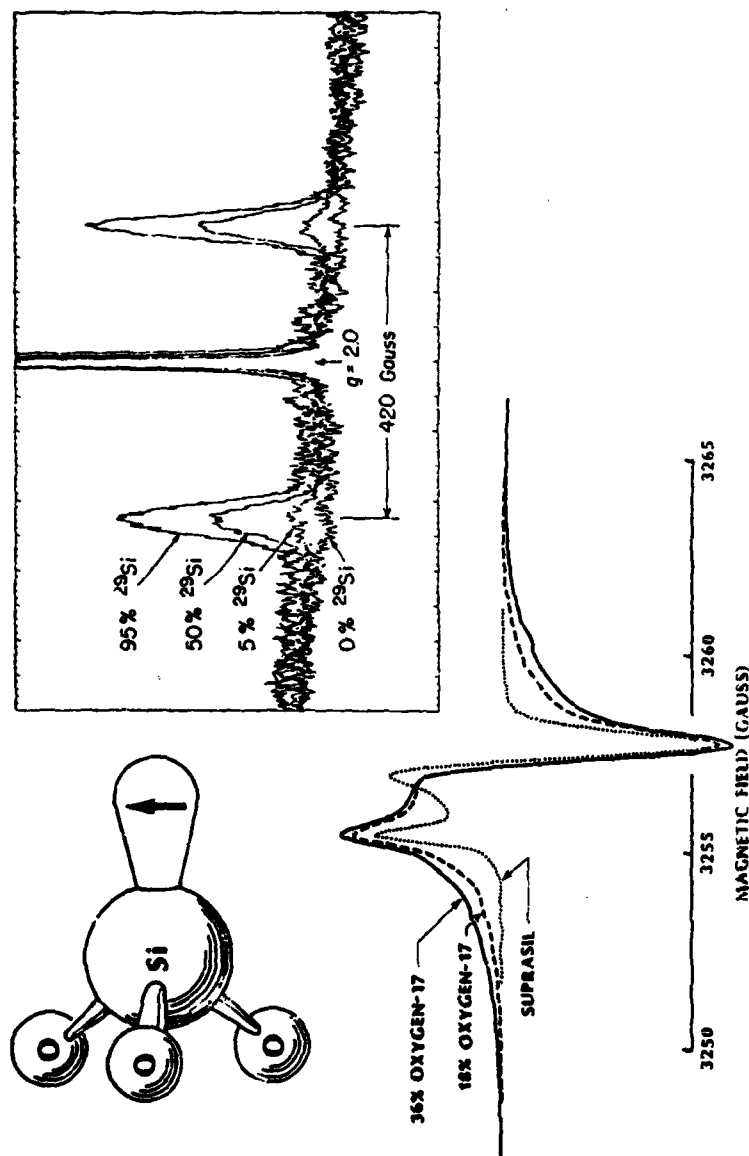 O
O
O
Si
95% ²⁹Si
50% ²⁹Si
5% ²⁹Si
0% ²⁹Si
g = 2.0
420 Gauss
36% OXYGEN-17
18% OXYGEN-17
SUPRASIL
3250 3255 3260 3265
MAGNETIC FIELD (GAUSS)